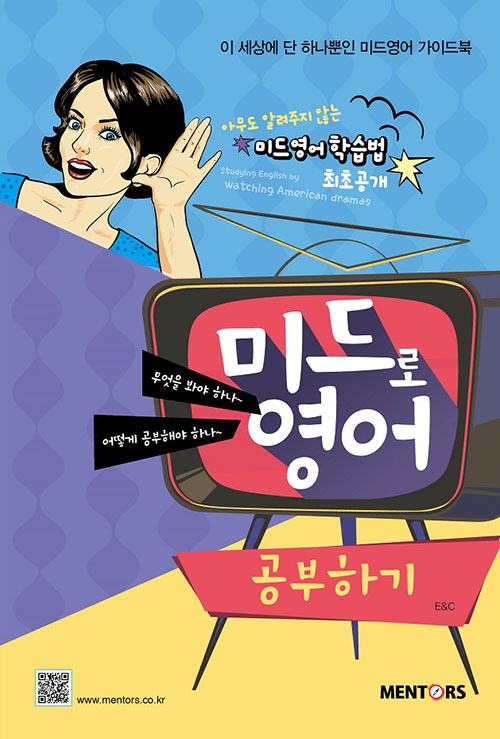 이 세상에 단 하나뿐인 미드영어 가이드북
아무도 알려주지 않는
미드영어 학습법
최초공개
Studying English by
watching American dramas
미드로
영어
무엇을 봐야 하나~
어떻게 공부해야 하나~
공부하기
E&C
www.mentors.co.kr
MENTORS